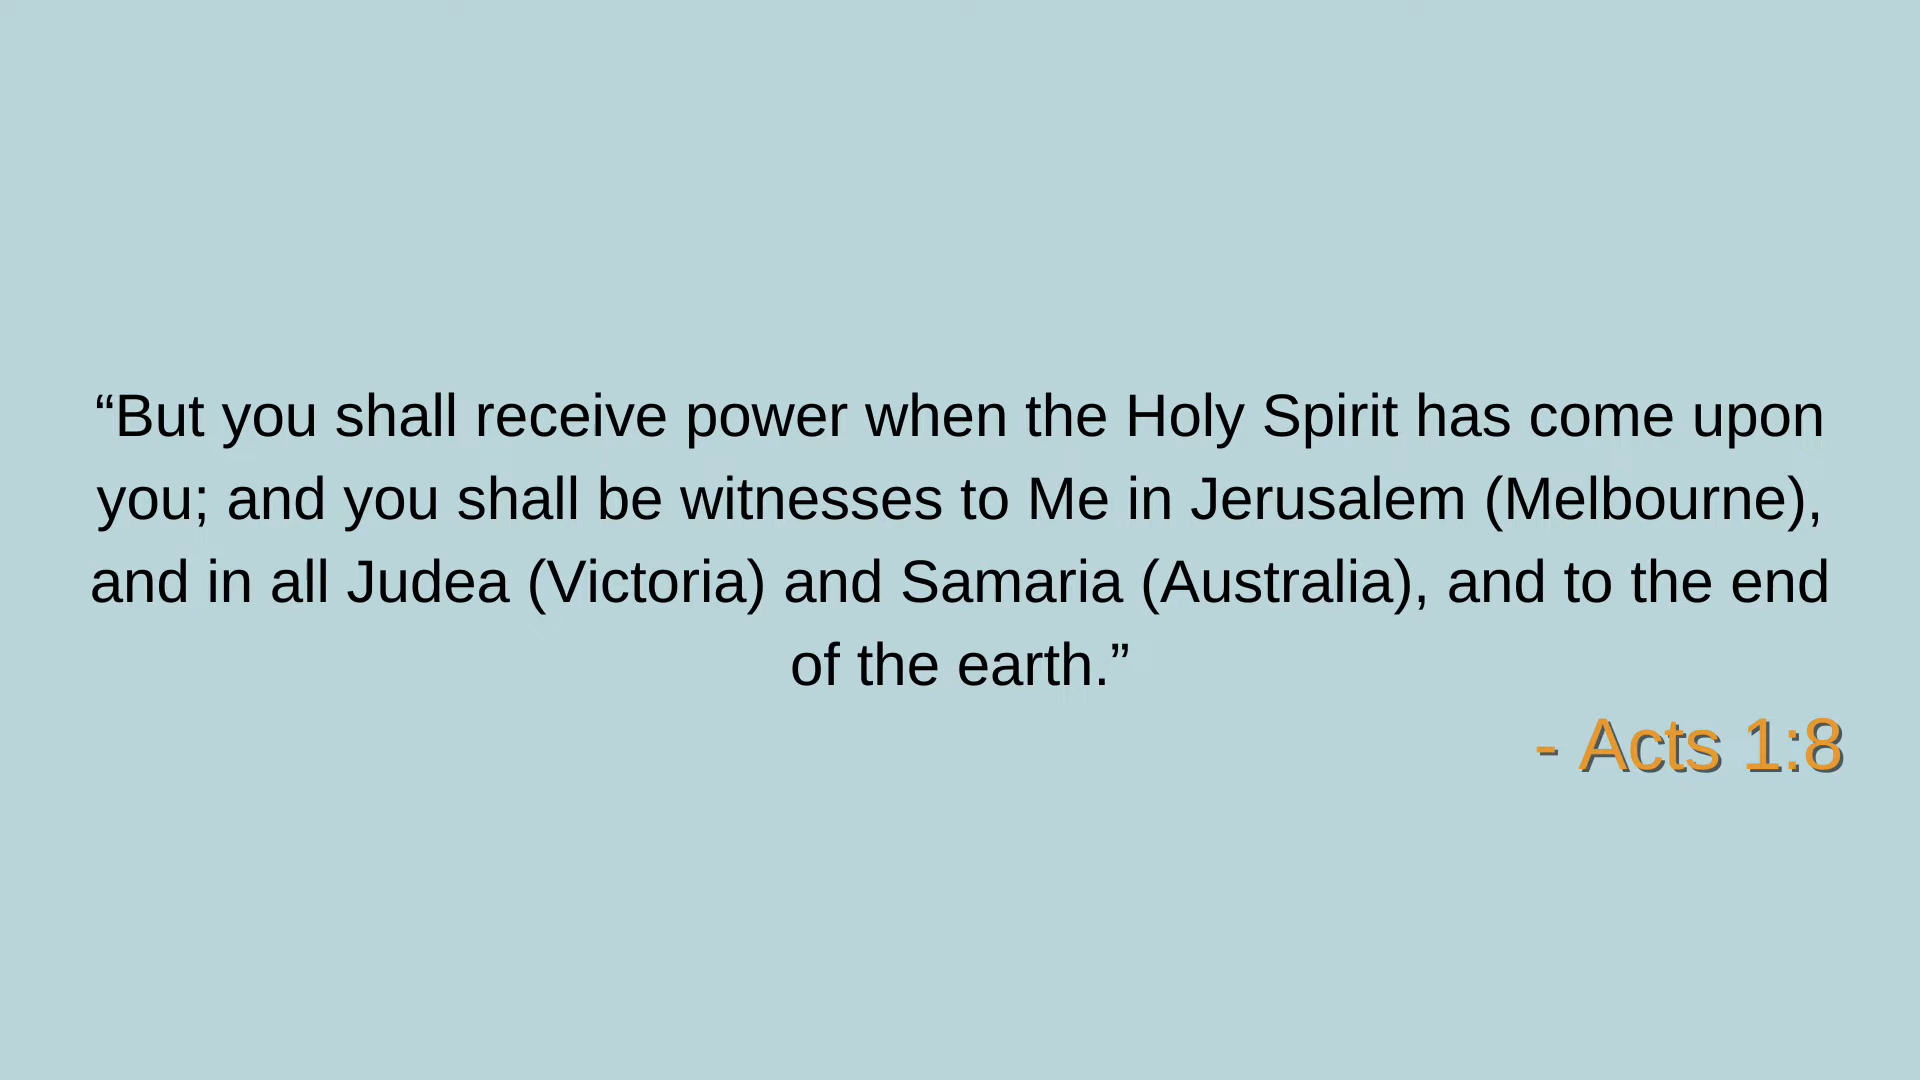 “But you shall receive power when the Holy Spirit has come upon
you; and you shall be witnesses to Me in Jerusalem (Melbourne),
and in all Judea (Victoria) and Samaria (Australia), and to the end
of the earth.”
- Acts 1:8